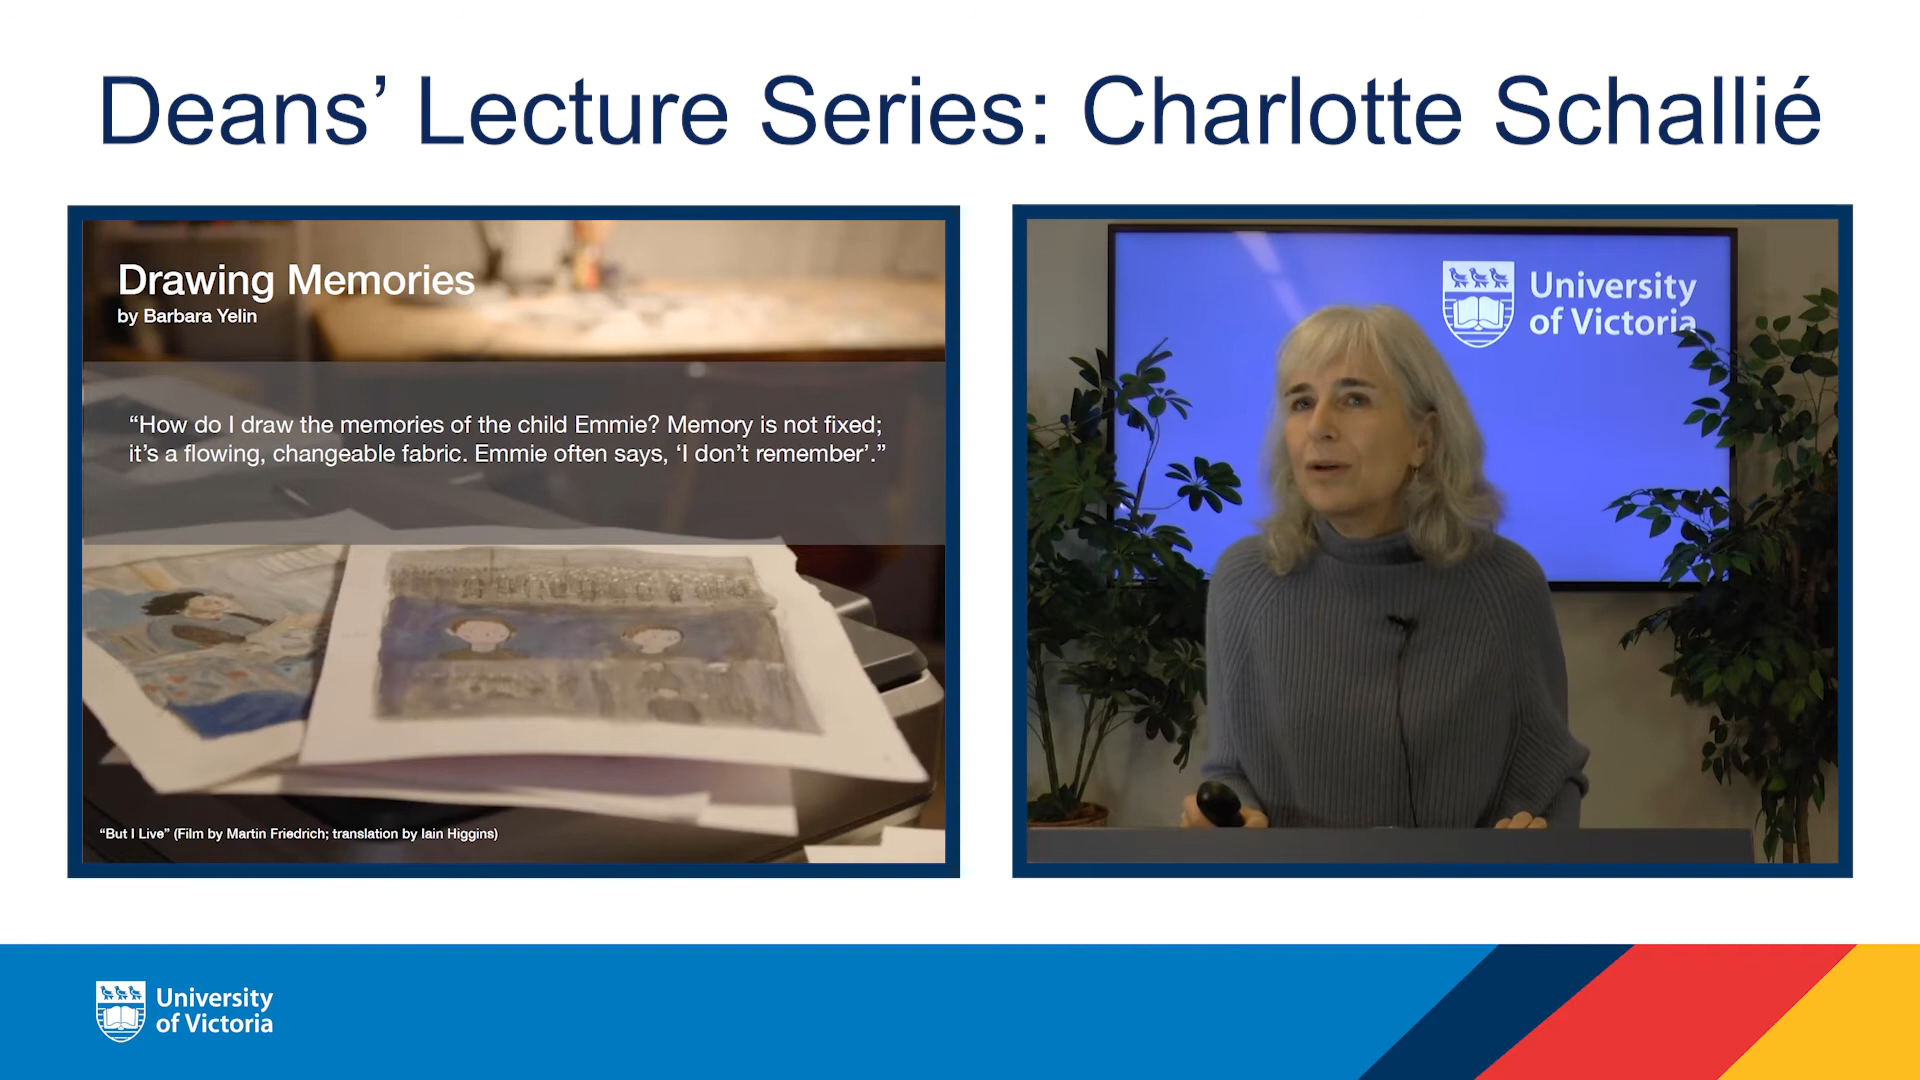 Deans’ Lecture Series: Charlotte Schallié
Drawing Memories
by Barbara Yelin
“How do I draw the memories of the child Emmie? Memory is not fixed;
it’s a flowing, changeable fabric. Emmie often says, ‘I don’t remember’.”
“But I Live” (Film by Martin Friedrich; translation by Iain Higgins)
University
of Victoria
University
of Victoria